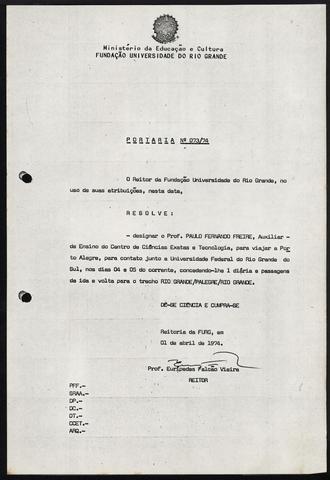 Ministério da Educação e Cultura
FUNDAÇÃO UNIVERSIDADE DO RIO GRANDE
PORTARIA Nº 073/74
O Reitor da Fundação Universidade do Rio Grande, no
uso de suas atribuições, nesta data,
RESOLVE:
- designar o Prof. PAULO FERNANDO FREIRE, Auxiliar -
de Ensino do Centro de Ciências Exatas e Tecnologia, para viajar a Por
to Alegre, para contato junto a Universidade Federal do Rio Grande do
Sul, nos dias 04 e 05 do corrente, concedendo-lhe 1 diária e passagens
de ida e volta para o trecho RIO GRANDE/PALEGRE/RIO GRANDE.
DÊ-SE CIÊNCIA E CUMPRA-SE
Reitoria da FURG, em
01 de abril de 1974.
Prof. Eurípedes Falcão Vieira
REITOR
PFF.-
SRAA.-
DP.-
DC.-
DT.-
CCET.-
ARQ.-